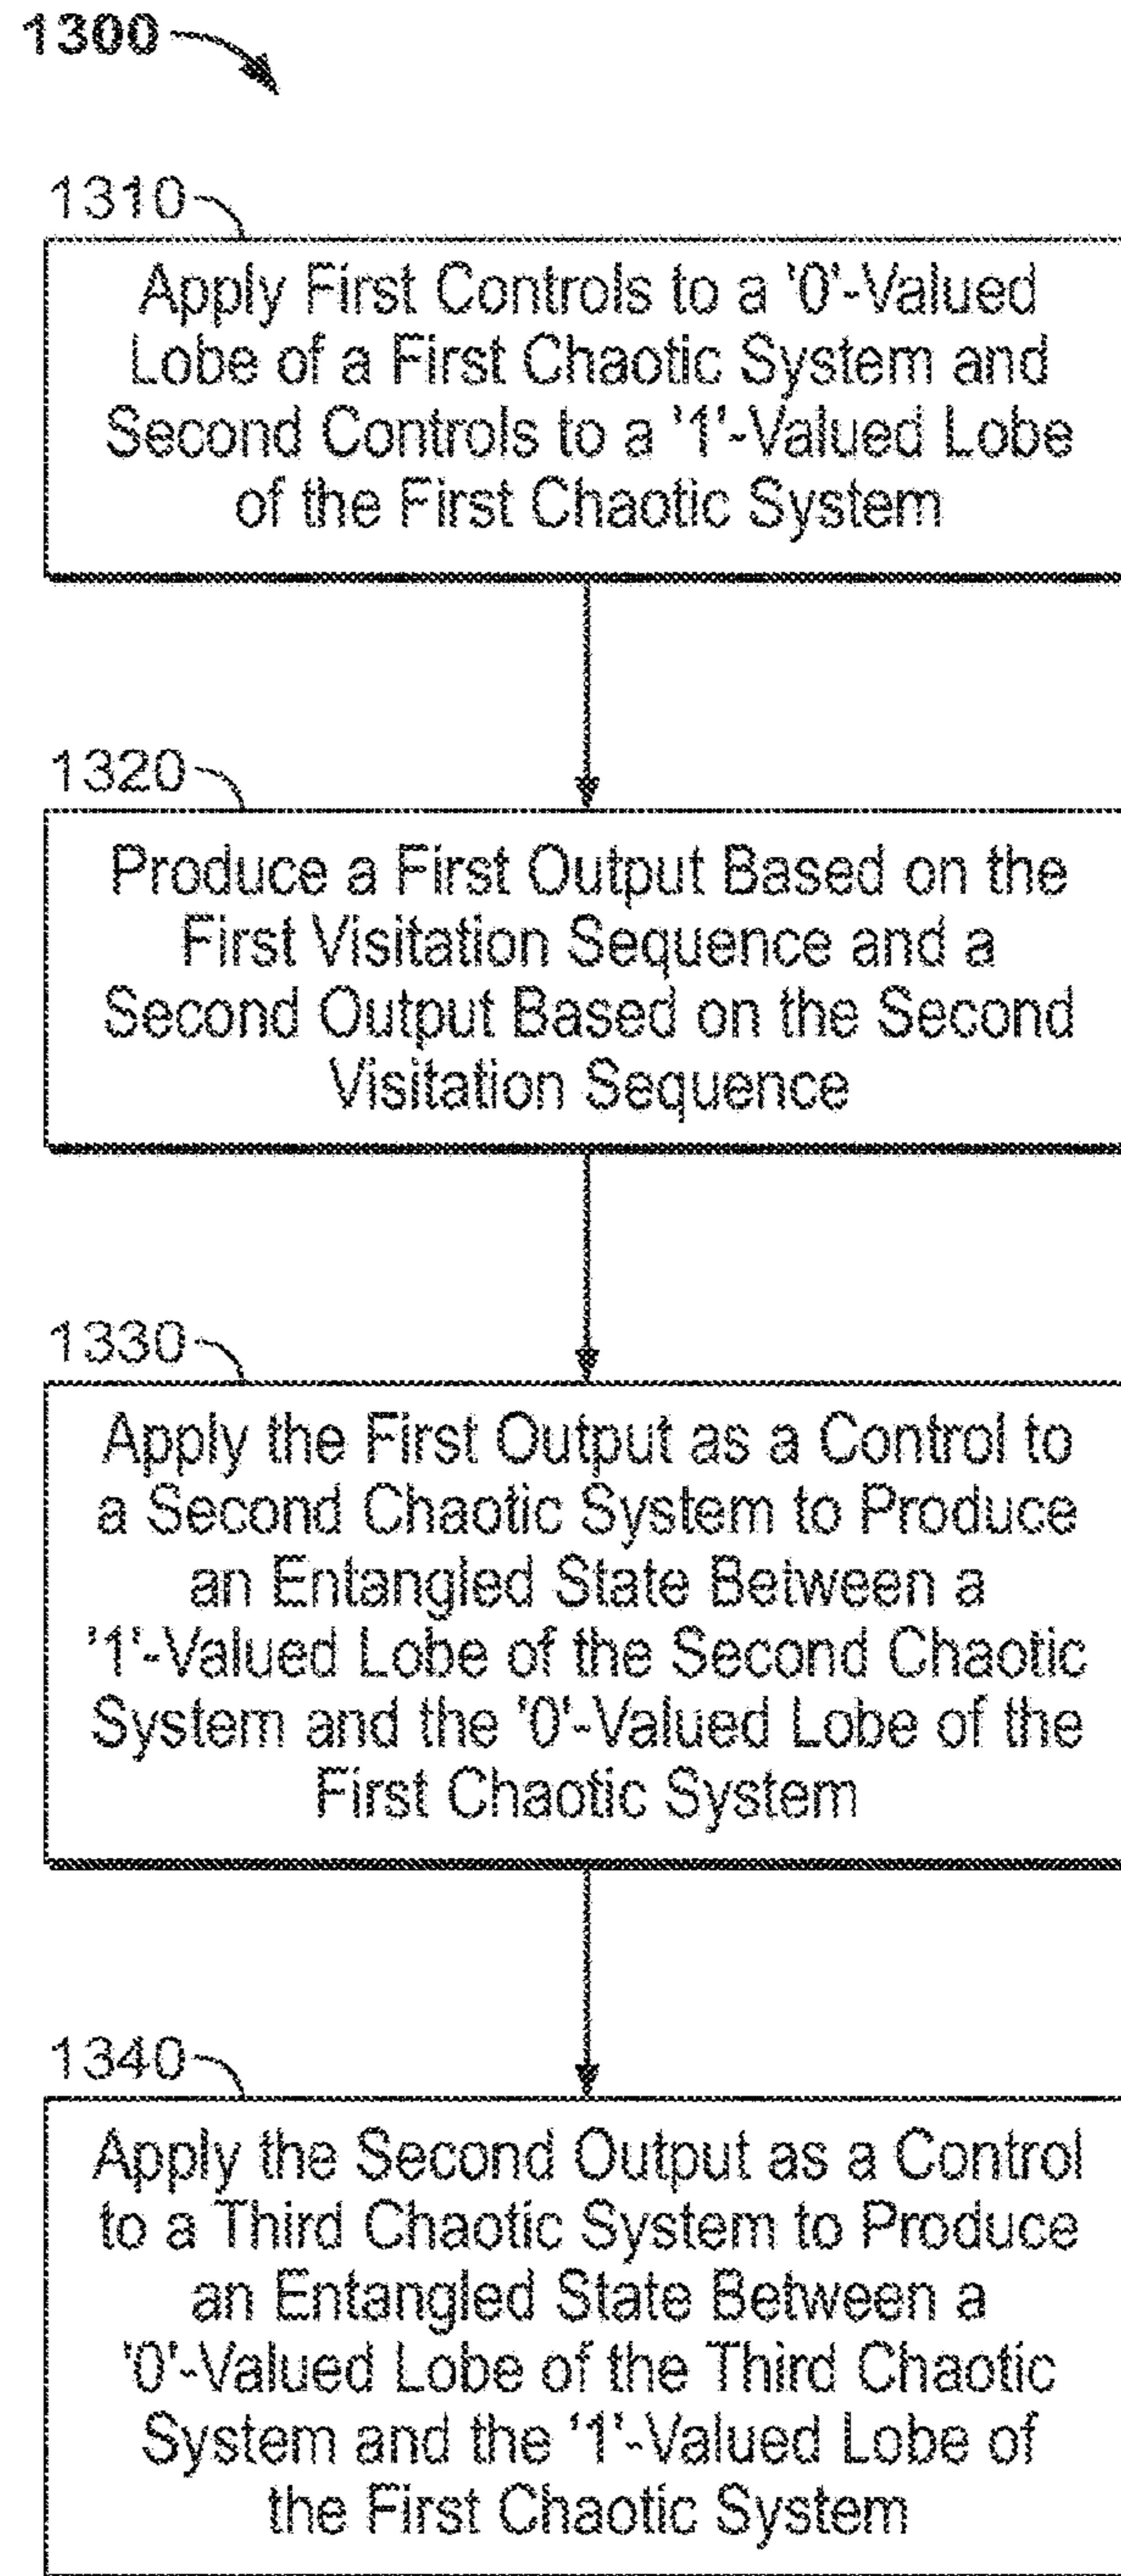 1300
1310
Apply First Controls to a '0'-Valued
Lobe of a First Chaotic System and
Second Controls to a '1'-Valued Lobe
of the First Chaotic System
1320
Produce a First Output Based on the
First Visitation Sequence and a
Second Output Based on the Second
Visitation Sequence
1330
Apply the First Output as a Control to
a Second Chaotic System to Produce
an Entangled State Between a
'1'-Valued Lobe of the Second Chaotic
System and the '0'-Valued Lobe of the
First Chaotic System
1340
Apply the Second Output as a Control
to a Third Chaotic System to Produce
an Entangled State Between a
'0'-Valued Lobe of the Third Chaotic
System and the '1'-Valued Lobe of
the First Chaotic System